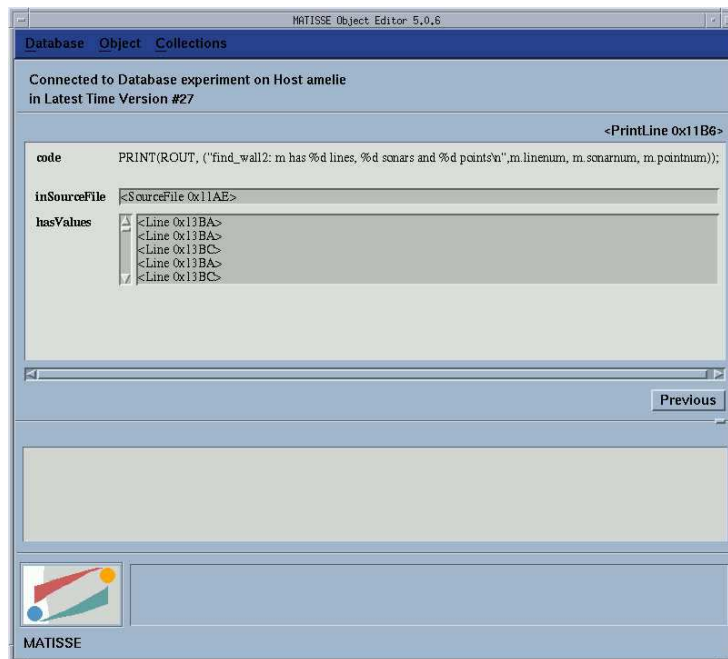 MATISSE Object Editor 5.0.6
Database Object Collections
Connected to Database experiment on Host amelie
in Latest Time Version #27
<PrintLine 0x11B6>
code PRINT(ROUT, ("find_wall2: m has %d lines, %d sonars and %d points\n",m.linenum, m.sonarnum, m.pointnum));
inSourceFile <SourceFile 0x11AE>
hasValues <Line 0x13BA>
<Line 0x13BA>
<Line 0x13BC>
<Line 0x13BA>
<Line 0x13BC>
Previous
MATISSE